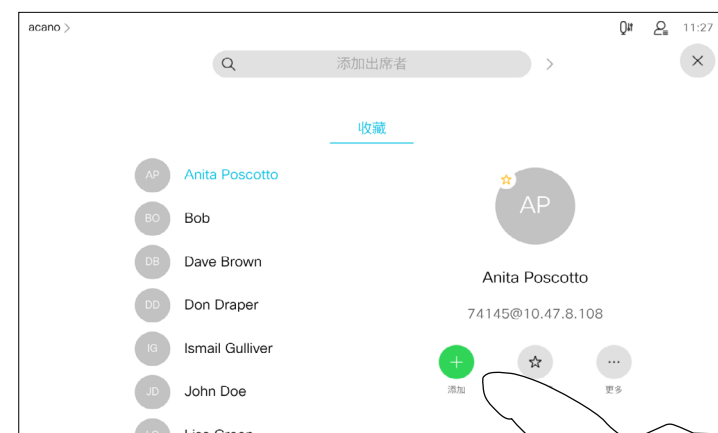 acano >
11:27
添加出席者
收藏
AP Anita Poscotto
BO Bob
DB Dave Brown
DD Don Draper
IG Ismail Gulliver
JD John Doe
AP
Anita Poscotto
74145@10.47.8.108
添加
更多